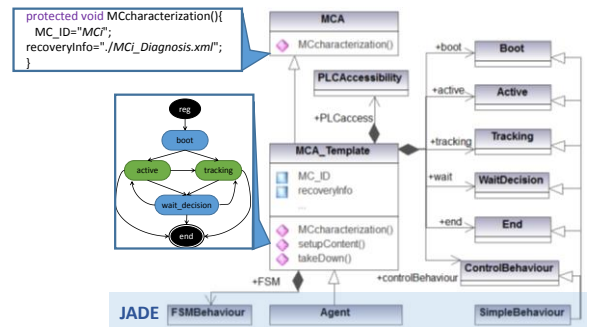 protected void MCcharacterization(){
MC_ID="MCi";
recoveryInfo="./MCi_Diagnosis.xml";
}
MCA
MCcharacterization()
PLCAccessibility
+PLCaccess
reg
boot
active
tracking
wait_decision
end
MCA_Template
MC_ID
recoveryInfo
...
MCcharacterization()
setupContent()
takeDown()
+boot
Boot
+active
Active
+tracking
Tracking
+wait
WaitDecision
+end
End
ControlBehaviour
+controlBehaviour
+FSM
JADE
FSMBehaviour
Agent
SimpleBehaviour